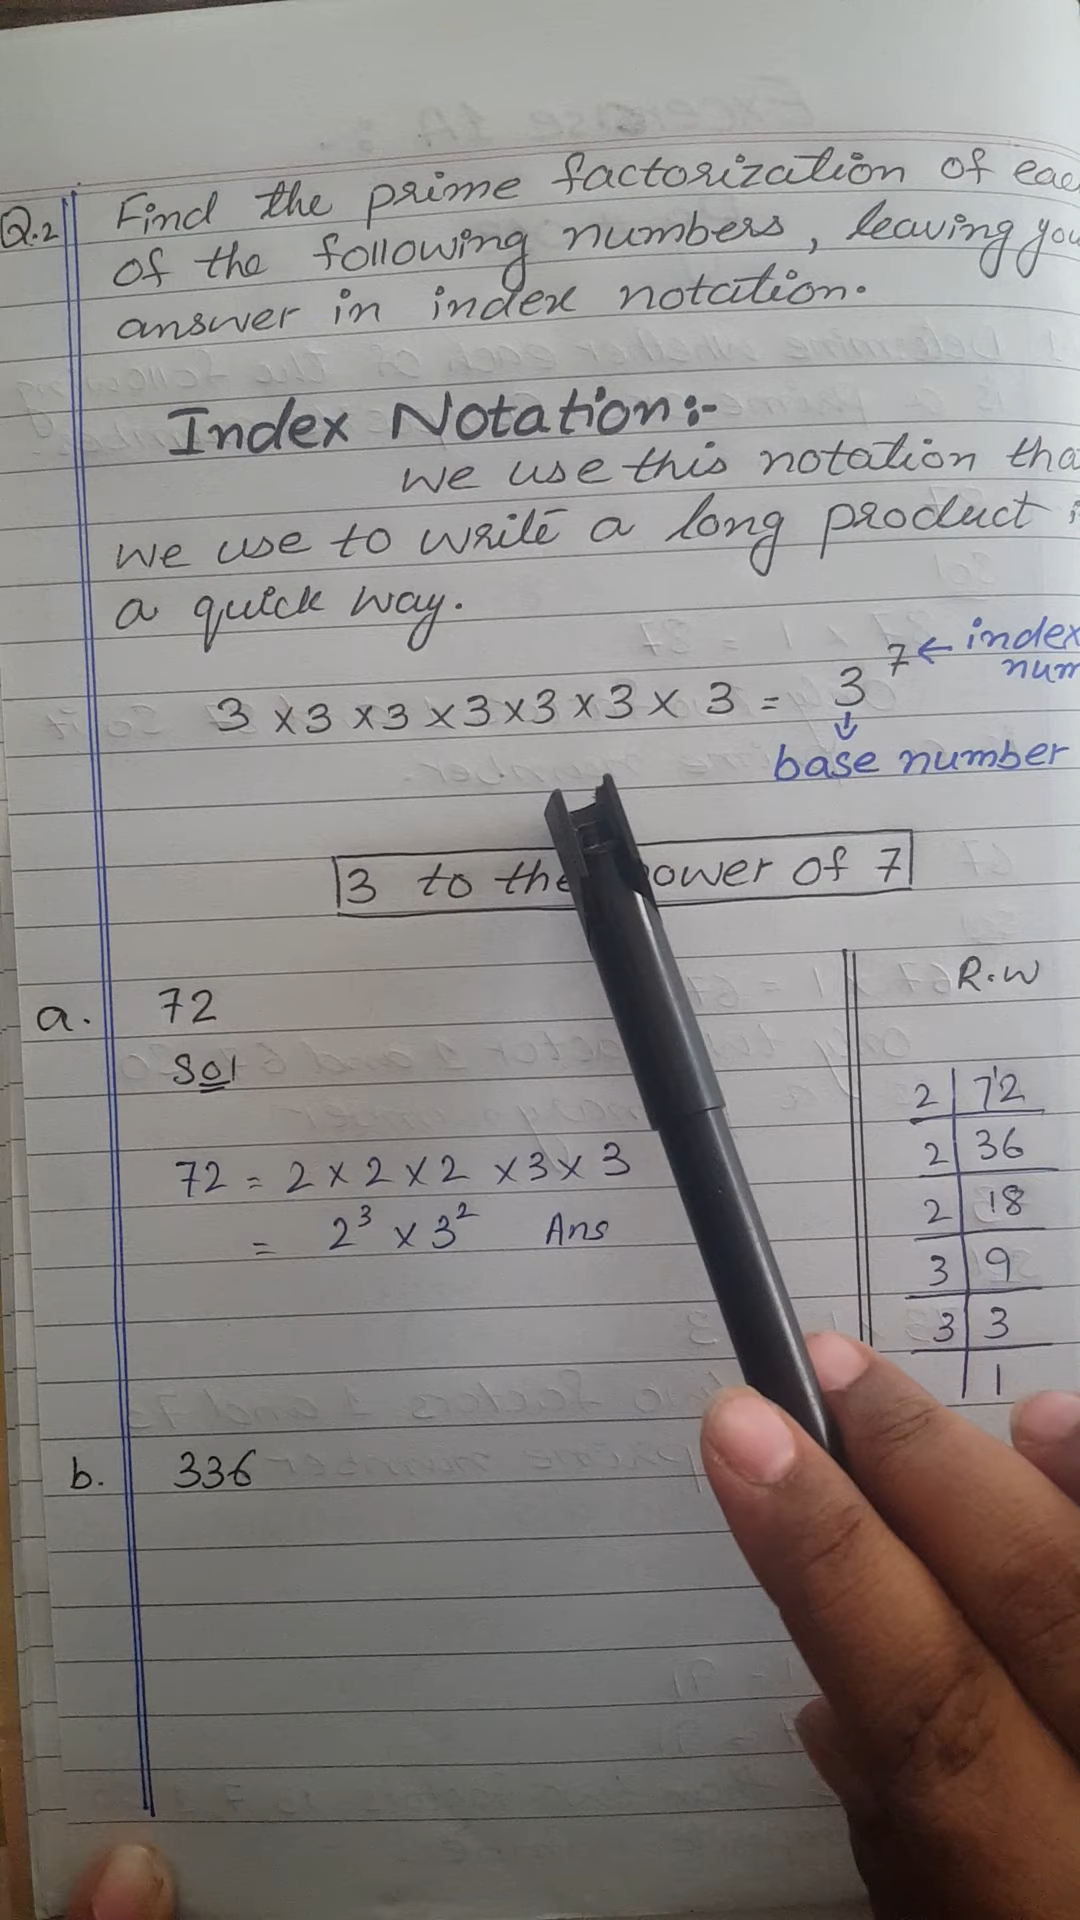 Q.2 Find the prime factorization of eac
of the following numbers, leaving you
answer in index notation.
Index Notation:-
we use this notation tha
we use to write a long product i
a quick way.
3 x 3 x 3 x 3 x 3 x 3 x 3 = 3 7 ← index
num
↓
base number
3 to the ower of 7
R.W
a. 72
Sol
2 | 72
2 | 36
72 = 2 x 2 x 2 x 3 x 3
2 | 18
= 2³ x 3² Ans
3 | 9
3 | 3
| 1
b. 336